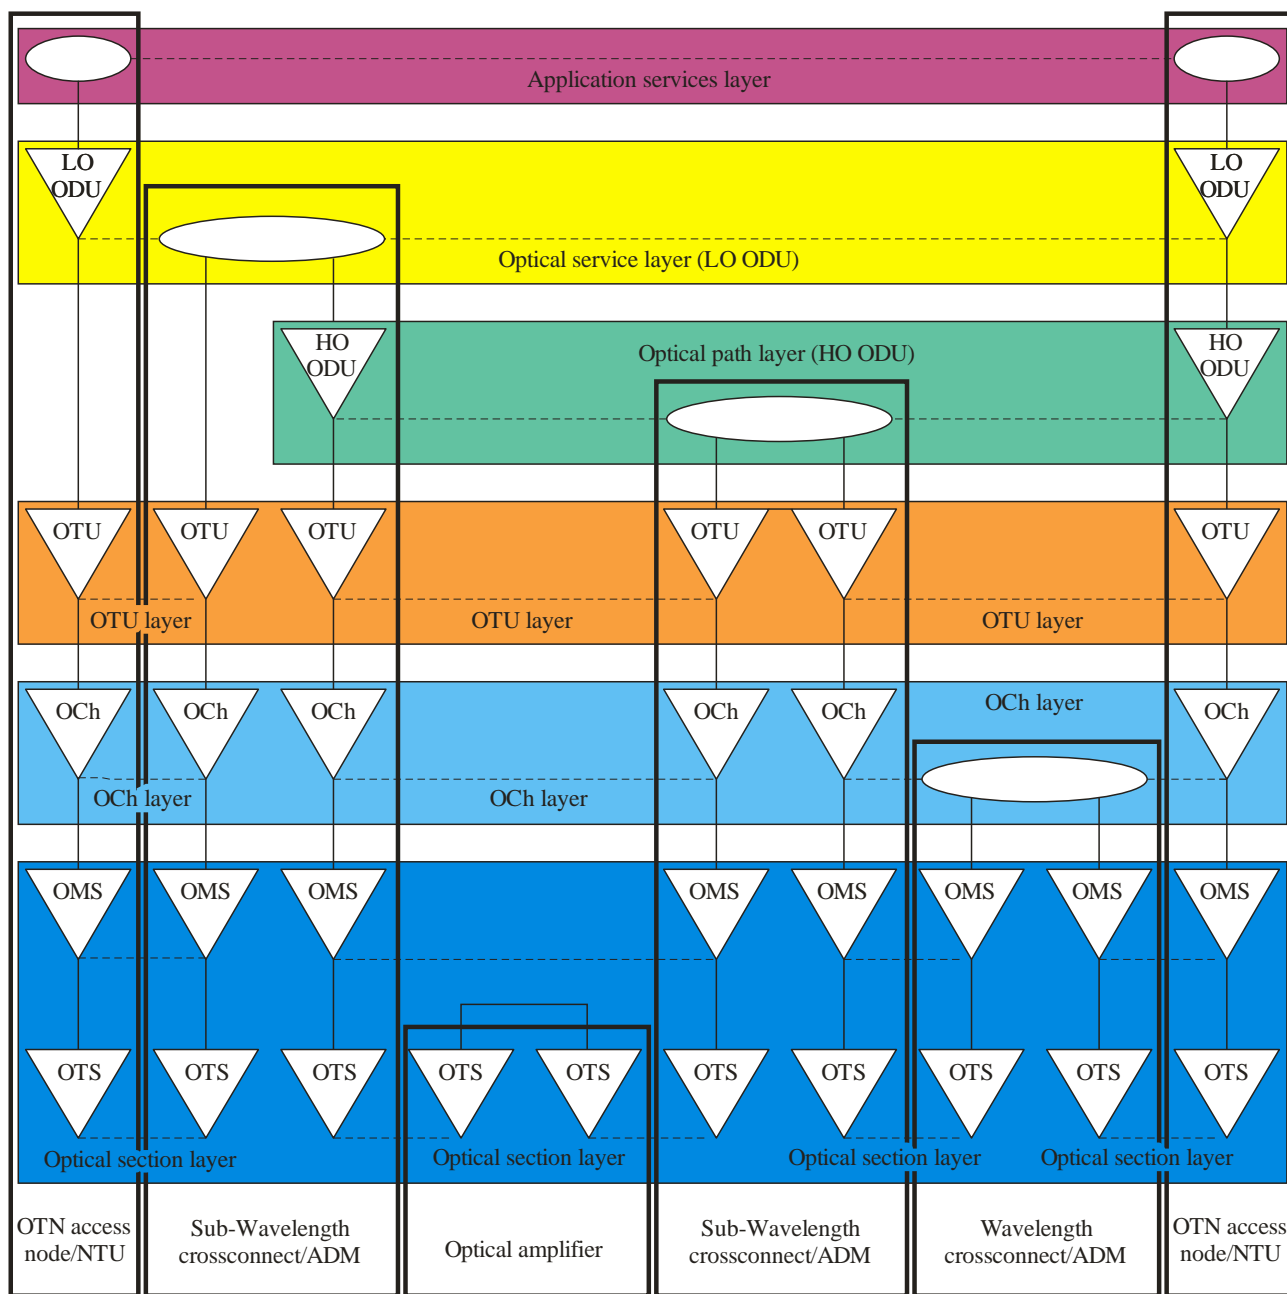 Application services layer
LO
ODU
LO
ODU
Optical service layer (LO ODU)
HO
ODU
Optical path layer (HO ODU)
HO
ODU
OTU
OTU
OTU
OTU
OTU
OTU
OTU layer
OTU layer
OTU layer
OCh
OCh
OCh
OCh
OCh
OCh layer
OCh
OCh layer
OCh layer
OMS
OMS
OMS
OMS
OMS
OMS
OMS
OMS
OTS
OTS
OTS
OTS
OTS
OTS
OTS
OTS
OTS
OTS
Optical section layer
Optical section layer
Optical section layer
Optical section layer
OTN access
node/NTU
Sub-Wavelength
crossconnect/ADM
Optical amplifier
Sub-Wavelength
crossconnect/ADM
Wavelength
crossconnect/ADM
OTN access
node/NTU